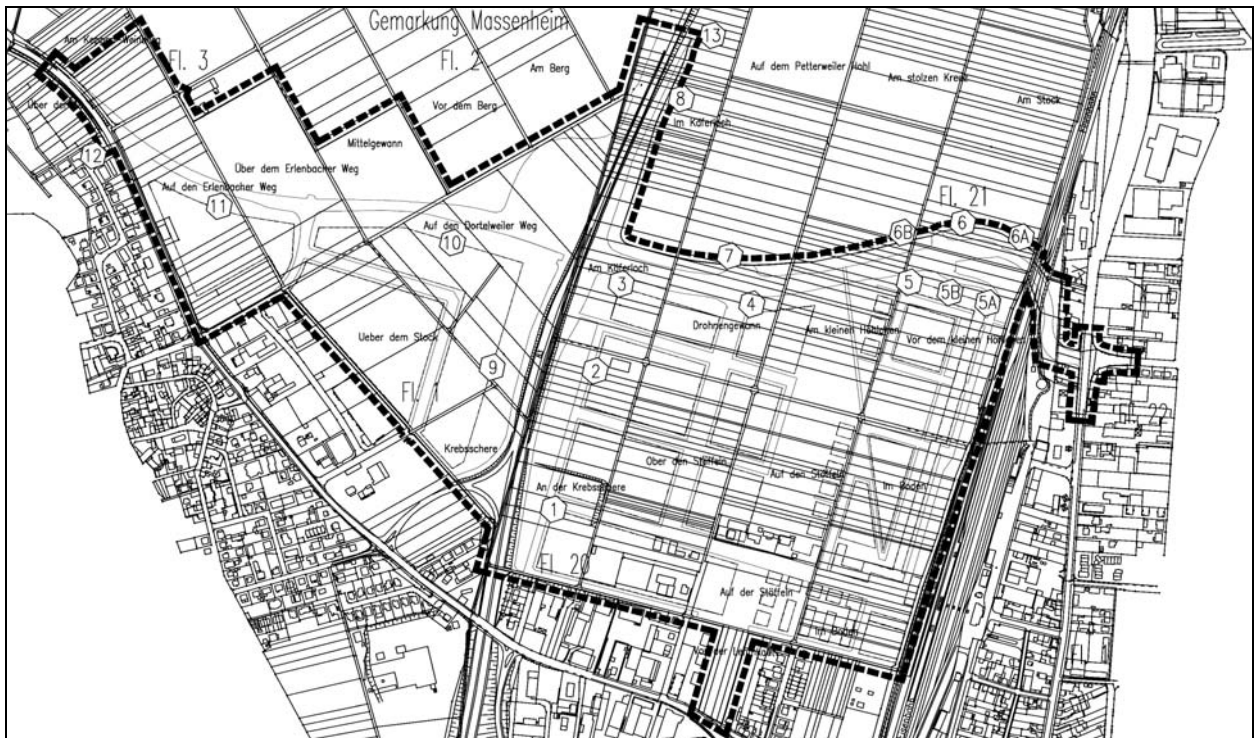 Gemarkung Massenheim
Am
Fl. 3
Fl. 2
13
Am Berg
Auf dem Petterweiler Hohl
Am stolzen Kreuz
Am Stock
Vor dem Berg
8
Im Käferloch
Über
12
Mittelgewann
Über dem Erlenbacher Weg
Auf den Erlenbacher Weg
11
Fl. 21
6
6A
6B
Auf den Dortelweiler Weg
10
7
Am Käferloch
3
5
5B
5A
4
Drohnengewann
Am kleinen
Vor dem kleinen
Ueber dem Stock
9
2
Fl. 1
Krebsschere
Ober den Stöffeln
Auf den Stöffeln
Im Boden
An der Krebsschere
1
Fl. 20
Auf der Stöffeln
Im Boden